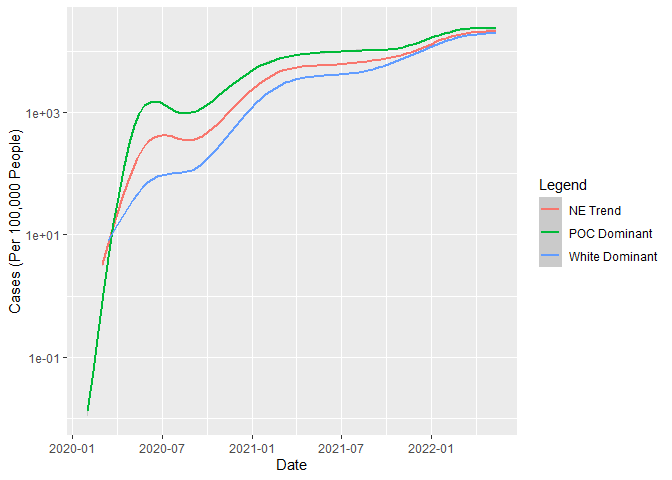 Cases (Per 100,000 People)
1e+03
1e+01
1e-01
2020-01 2020-07 2021-01 2021-07 2022-01
Date
Legend
NE Trend
POC Dominant
White Dominant